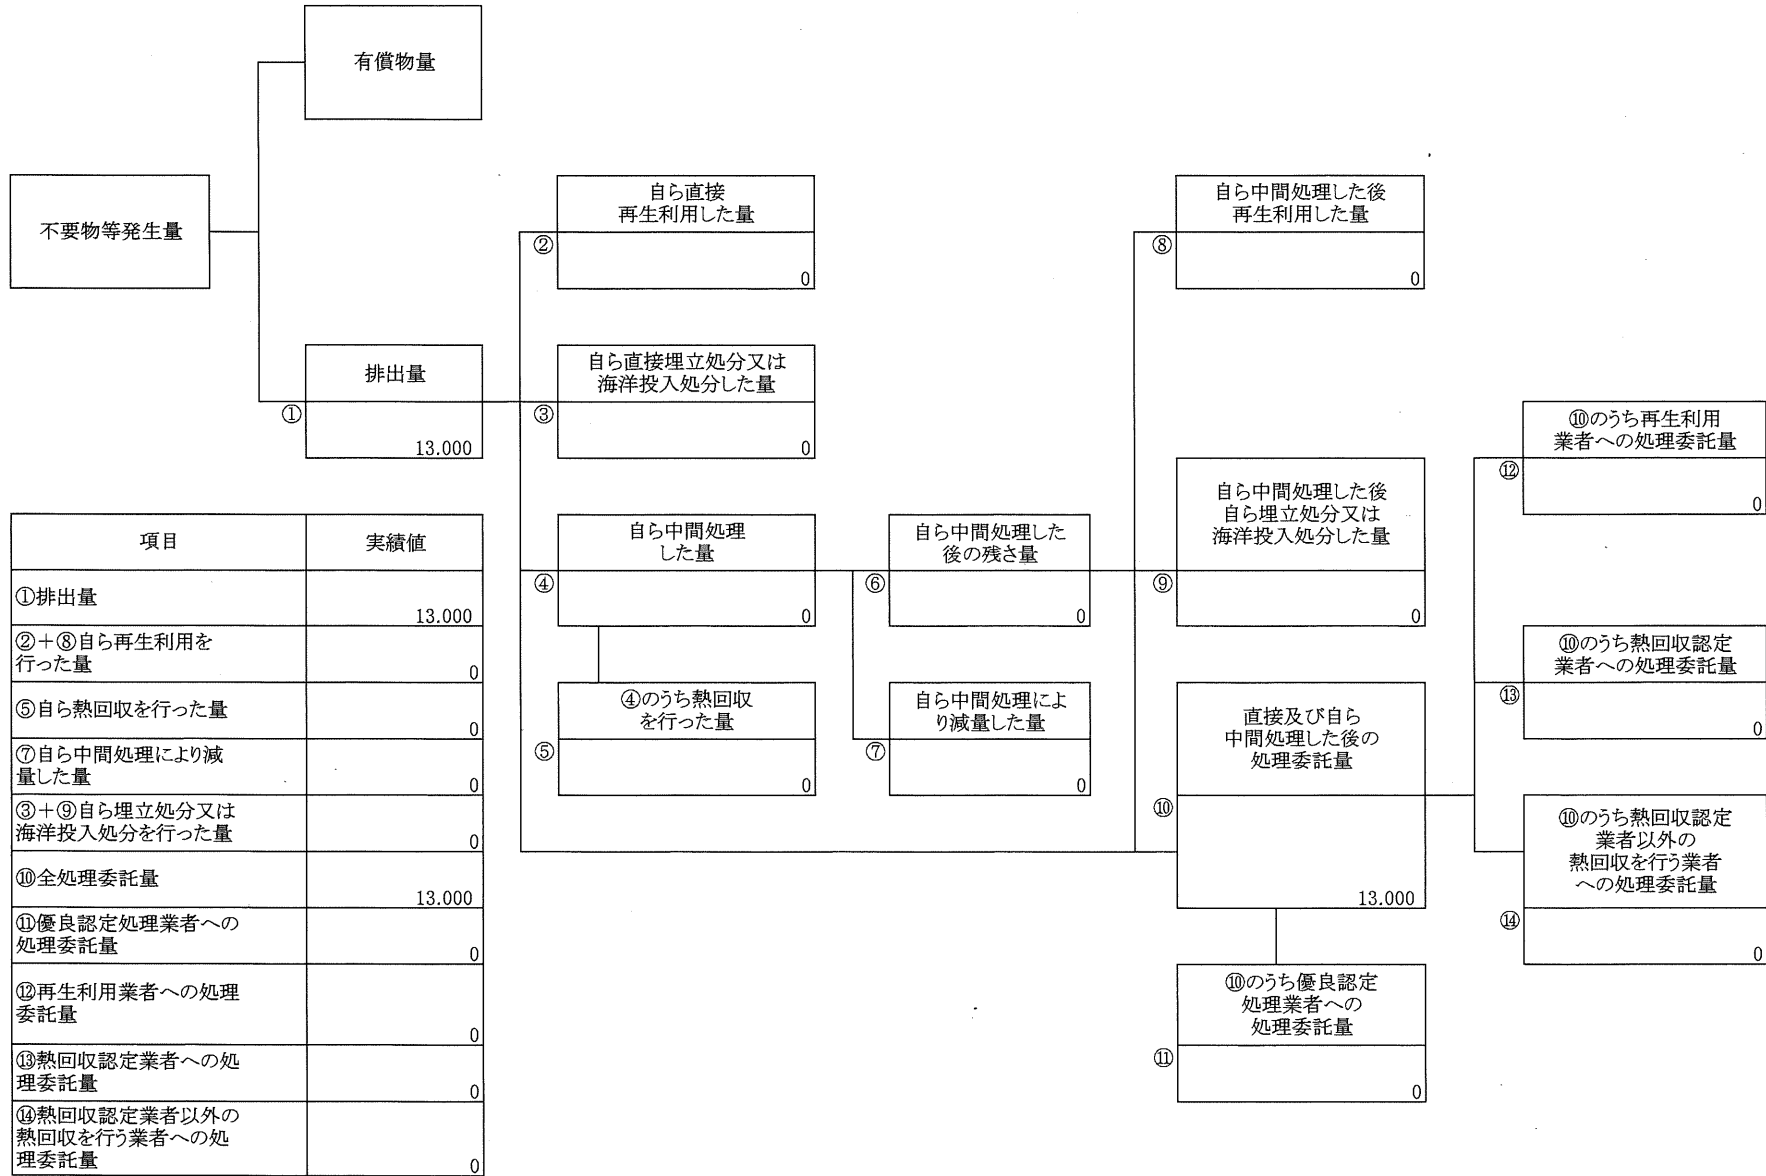 有償物量
不要物等発生量
自ら直接
再生利用した量
②
0
自ら中間処理した後
再生利用した量
⑧
0
排出量
①
13.000
自ら直接埋立処分又は
海洋投入処分した量
③
0
⑩のうち再生利用
業者への処理委託量
⑫
0
自ら中間処理
した量
④
0
自ら中間処理した
後の残さ量
⑥
0
自ら中間処理した後
自ら埋立処分又は
海洋投入処分した量
⑨
0
⑩のうち熱回収認定
業者への処理委託量
⑬
0
④のうち熱回収
を行った量
⑤
0
自ら中間処理によ
り減量した量
⑦
0
直接及び自ら
中間処理した後の
処理委託量
⑩
13.000
⑩のうち熱回収認定
業者以外の
熱回収を行う業者
への処理委託量
⑭
0
⑩のうち優良認定
処理業者への
処理委託量
⑪
0
項目 実績値
①排出量
13.000
②＋⑧自ら再生利用を
行った量
0
⑤自ら熱回収を行った量
0
⑦自ら中間処理により減
量した量
0
③＋⑨自ら埋立処分又は
海洋投入処分を行った量
0
⑩全処理委託量
13.000
⑪優良認定処理業者への
処理委託量
0
⑫再生利用業者への処理
委託量
0
⑬熱回収認定業者への処
理委託量
0
⑭熱回収認定業者以外の
熱回収を行う業者への処
理委託量
0